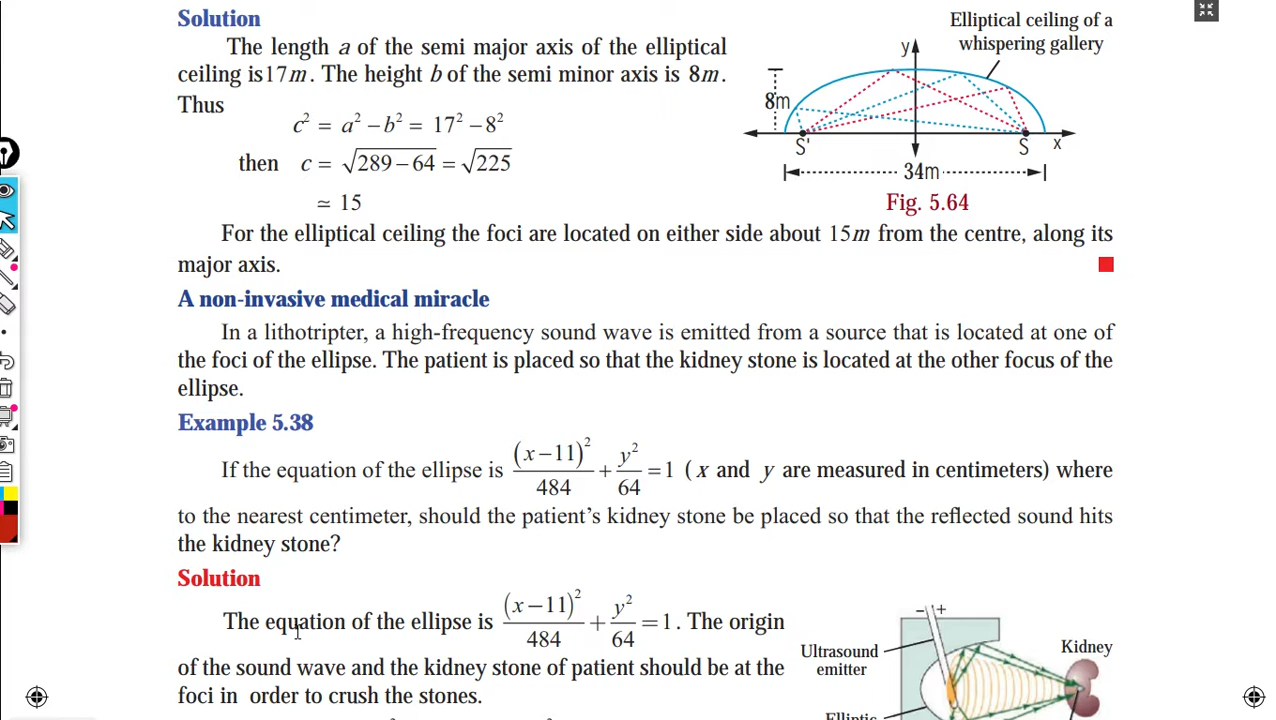 Solution
The length a of the semi major axis of the elliptical
ceiling is17m. The height b of the semi minor axis is 8m.
Thus
c² = a² – b² = 17² – 8²
then c = √(289 – 64) = √225
≃ 15
Elliptical ceiling of a
whispering gallery
y
8m
S'
S
x
34m
Fig. 5.64
For the elliptical ceiling the foci are located on either side about 15m from the centre, along its
major axis.
A non-invasive medical miracle
In a lithotripter, a high-frequency sound wave is emitted from a source that is located at one of
the foci of the ellipse. The patient is placed so that the kidney stone is located at the other focus of the
ellipse.
Example 5.38
If the equation of the ellipse is (x – 11)²/484 + y²/64 = 1 ( x and y are measured in centimeters) where
to the nearest centimeter, should the patient's kidney stone be placed so that the reflected sound hits
the kidney stone?
Solution
The equation of the ellipse is (x – 11)²/484 + y²/64 = 1. The origin
of the sound wave and the kidney stone of patient should be at the
foci in order to crush the stones.
– +
Ultrasound
emitter
Kidney
Elliptic